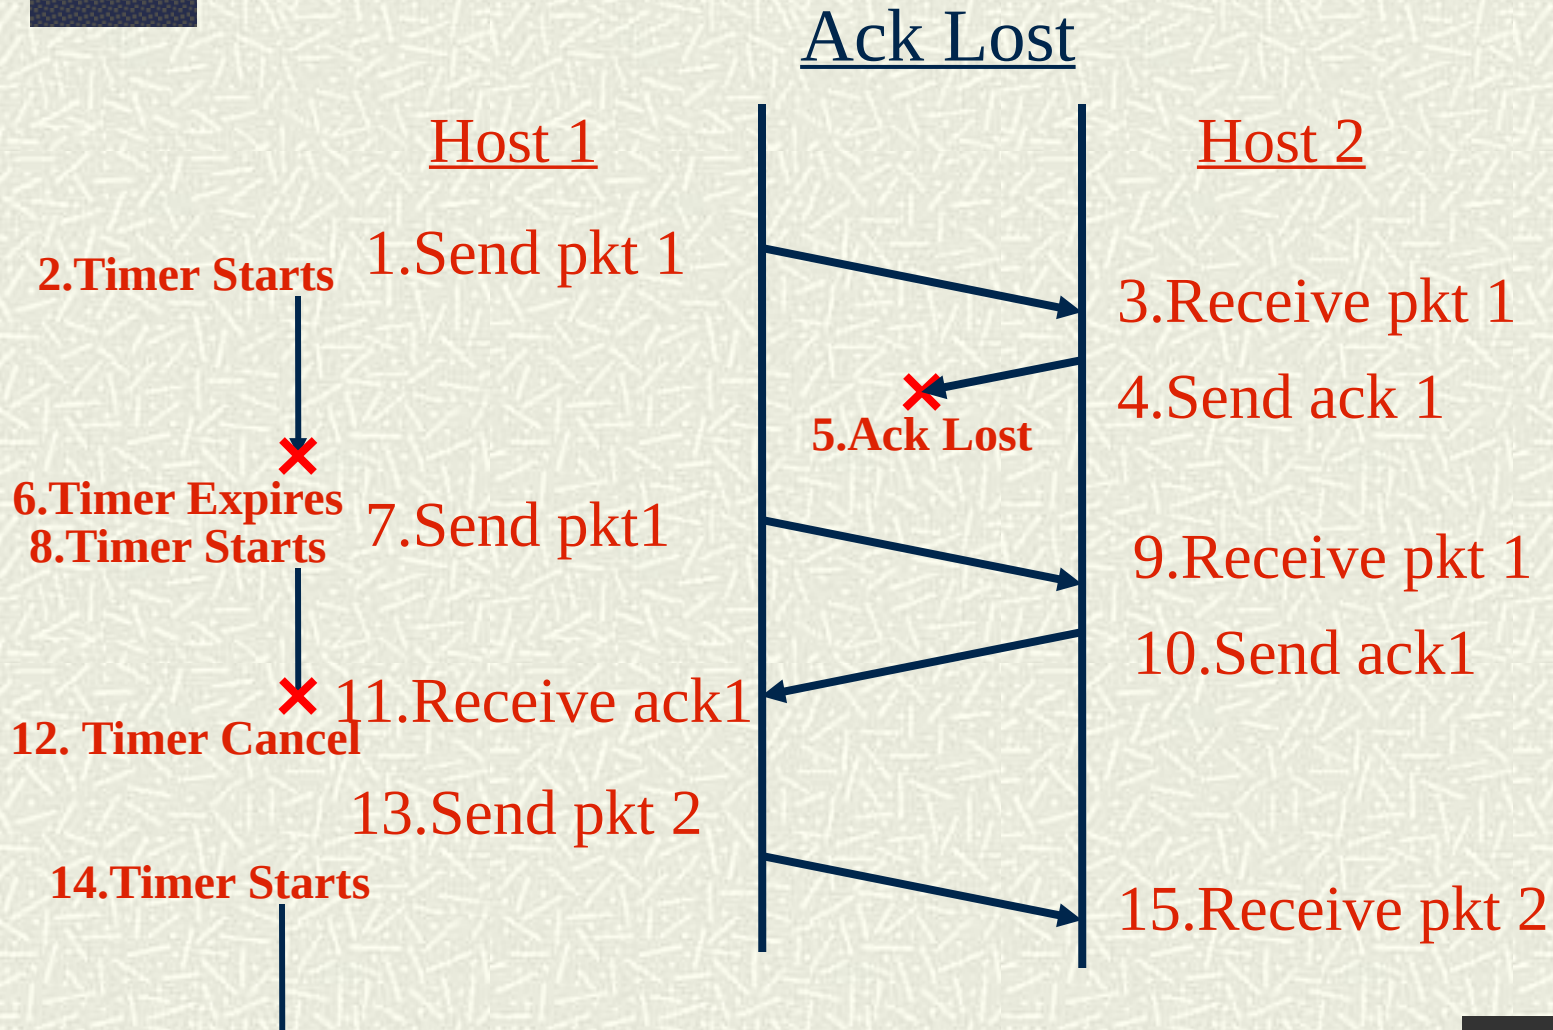 Ack Lost
Host 1
Host 2
1.Send pkt 1
2.Timer Starts
3.Receive pkt 1
4.Send ack 1
5.Ack Lost
6.Timer Expires
7.Send pkt1
8.Timer Starts
9.Receive pkt 1
10.Send ack1
11.Receive ack1
12. Timer Cancel
13.Send pkt 2
14.Timer Starts
15.Receive pkt 2